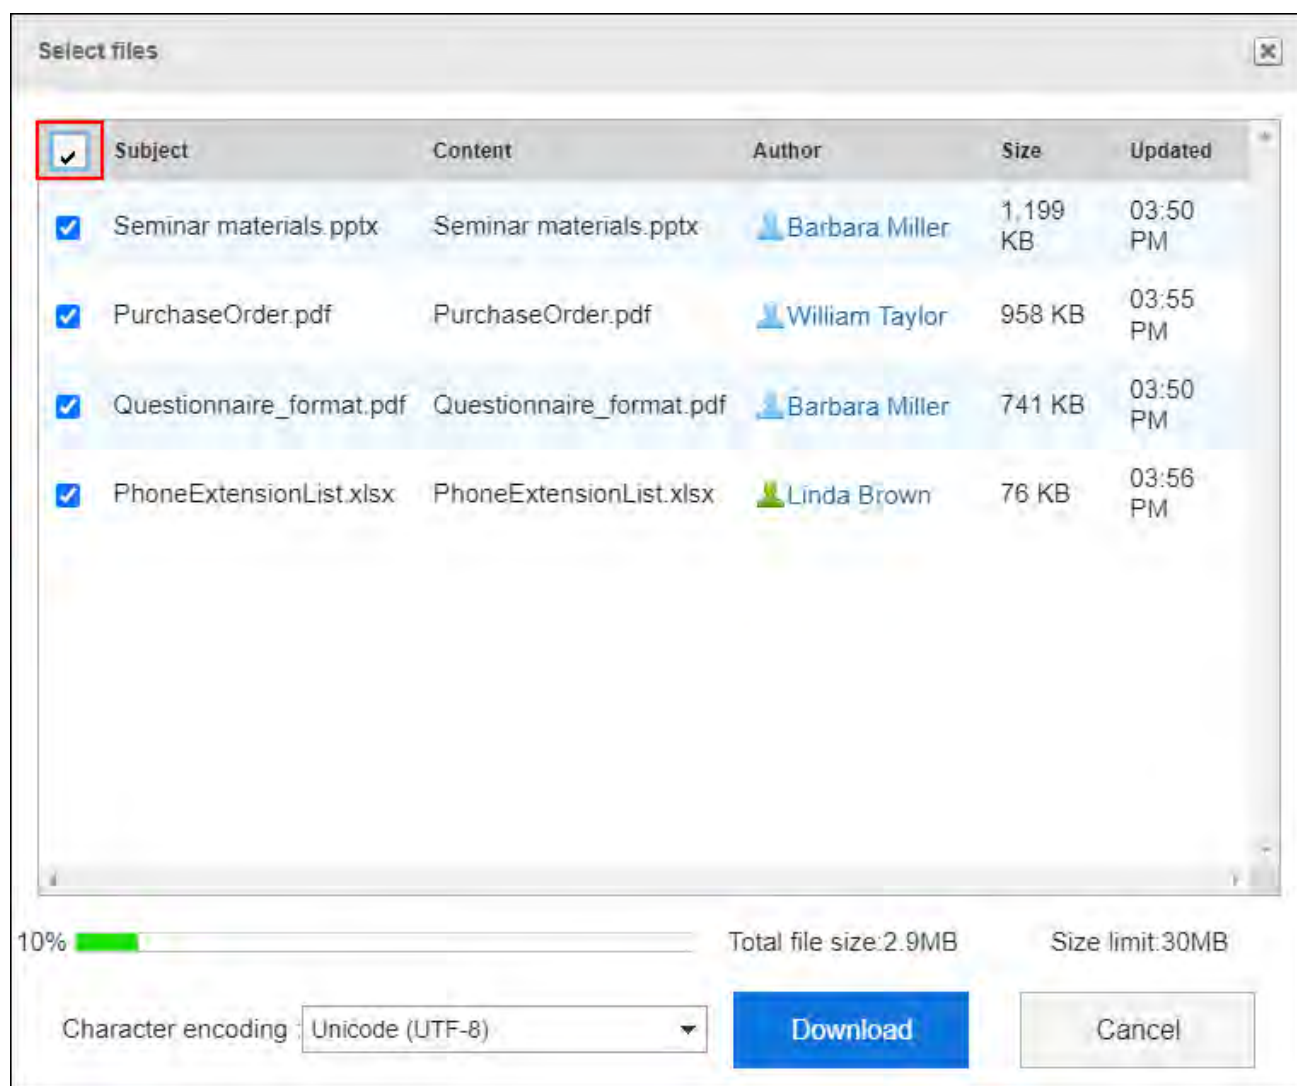 Select files
Subject Content Author Size Updated
Seminar materials.pptx Seminar materials.pptx Barbara Miller 1,199 KB 03:50 PM
PurchaseOrder.pdf PurchaseOrder.pdf William Taylor 958 KB 03:55 PM
Questionnaire_format.pdf Questionnaire_format.pdf Barbara Miller 741 KB 03:50 PM
PhoneExtensionList.xlsx PhoneExtensionList.xlsx Linda Brown 76 KB 03:56 PM
10% Total file size:2.9MB Size limit:30MB
Character encoding : Unicode (UTF-8) Download Cancel